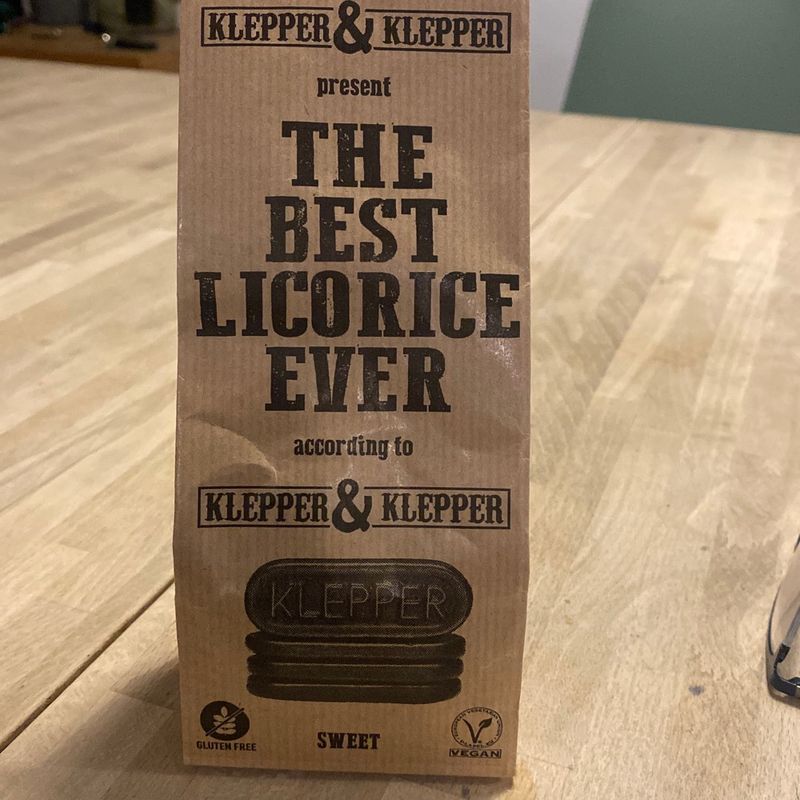 KLEPPER & KLEPPER
present
THE
BEST
LICORICE
EVER
according to
KLEPPER & KLEPPER
KLEPPER
GLUTEN FREE
SWEET
VEGAN